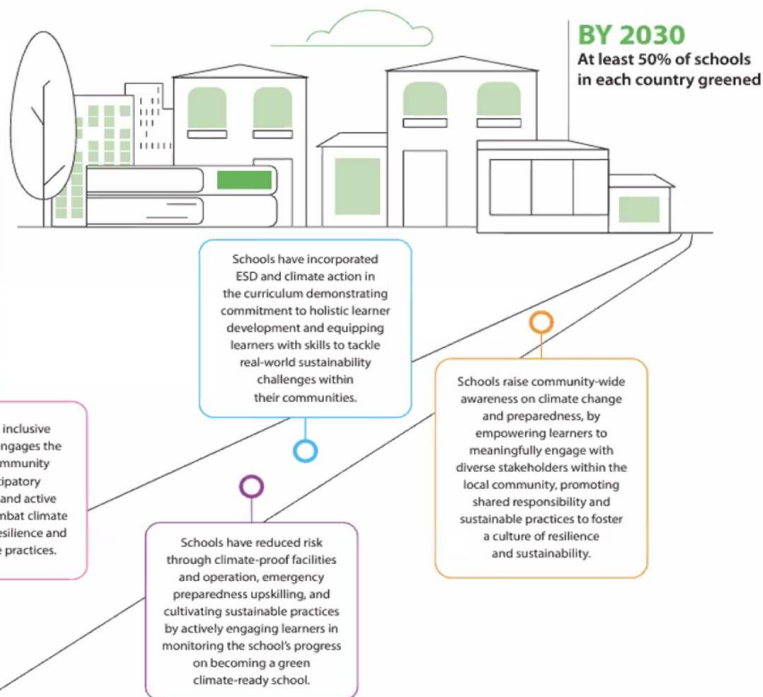 BY 2030
At least 50% of schools
in each country greened
Schools have incorporated
ESD and climate action in
the curriculum demonstrating
commitment to holistic learner
development and equipping
learners with skills to tackle
real-world sustainability
challenges within
their communities.
Schools raise community-wide
awareness on climate change
and preparedness, by
empowering learners to
meaningfully engage with
diverse stakeholders within the
local community, promoting
shared responsibility and
sustainable practices to foster
a culture of resilience
and sustainability.
inclusive
ngages the
mmunity
cipatory
and active
mbat climate
esilience and
practices.
Schools have reduced risk
through climate-proof facilities
and operation, emergency
preparedness upskilling, and
cultivating sustainable practices
by actively engaging learners in
monitoring the school's progress
on becoming a green
climate-ready school.